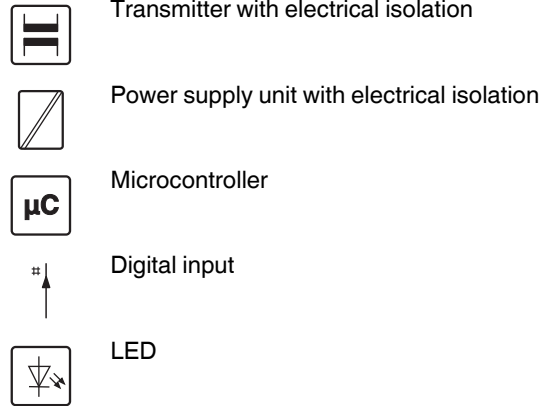 Transmitter with electrical isolation
Power supply unit with electrical isolation
µC
Microcontroller
#
Digital input
LED